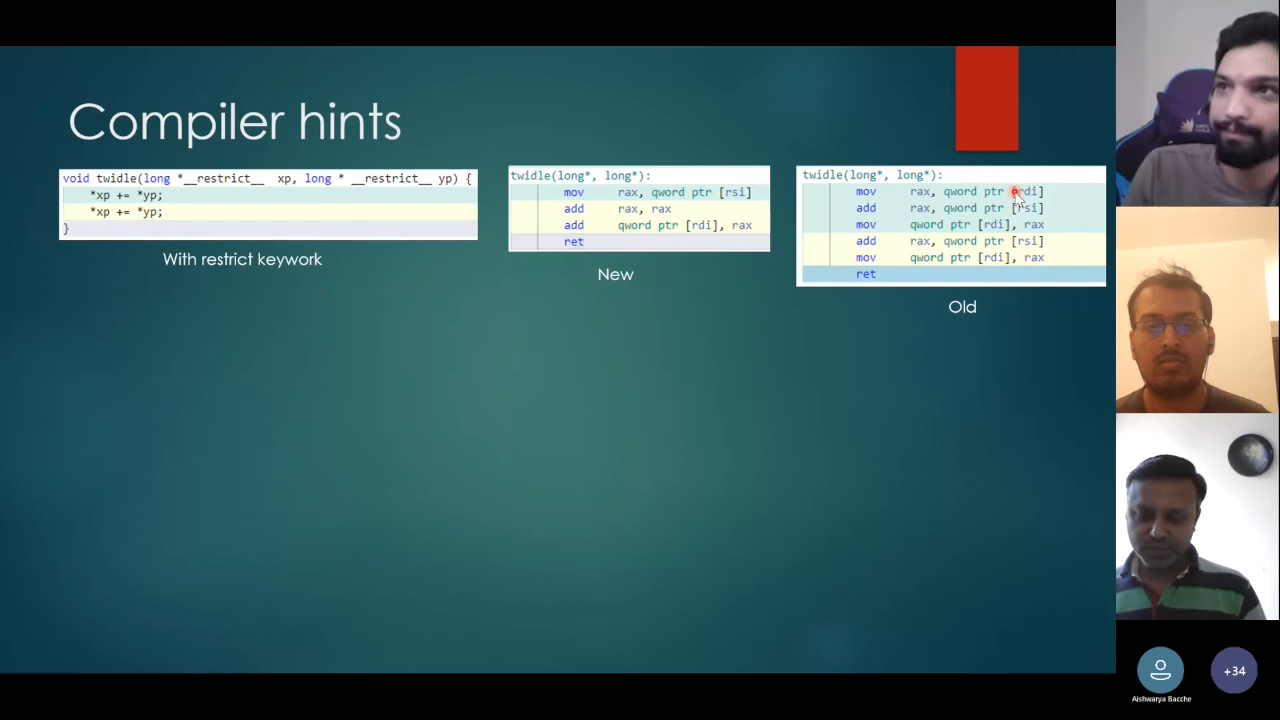 Compiler hints
void twidle(long *__restrict__ xp, long * __restrict__ yp) {
*xp += *yp;
*xp += *yp;
}
With restrict keywork
twidle(long*, long*):
mov rax, qword ptr [rsi]
add rax, rax
add qword ptr [rdi], rax
ret
New
twidle(long*, long*):
mov rax, qword ptr [rdi]
add rax, qword ptr [rsi]
mov qword ptr [rdi], rax
add rax, qword ptr [rsi]
mov qword ptr [rdi], rax
ret
Old
+34
Aishwarya Bacche